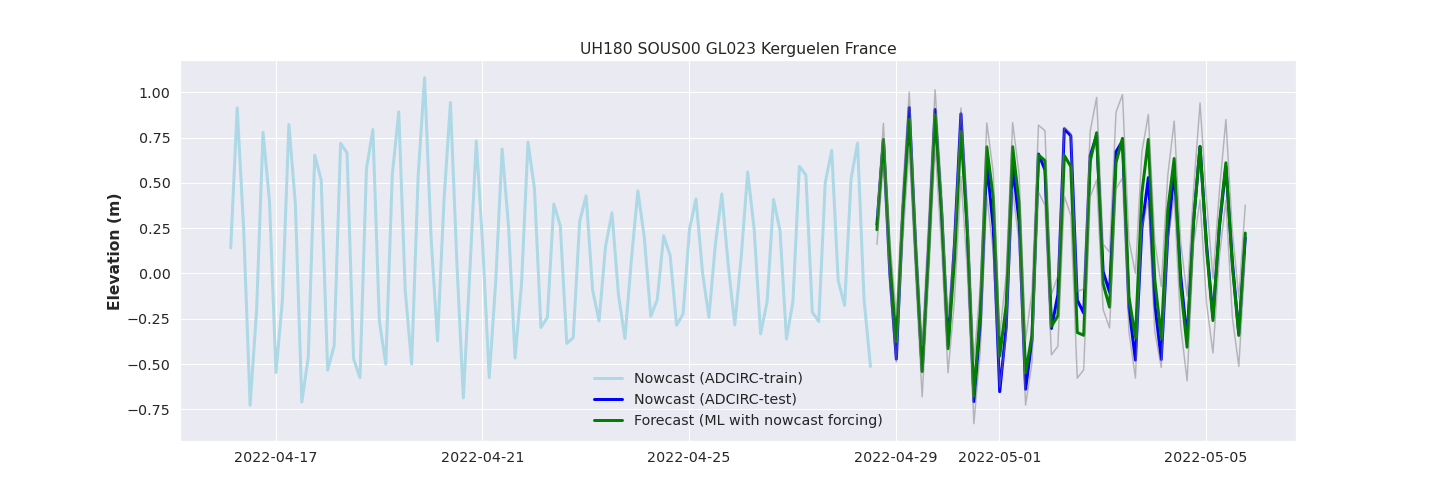 UH180 SOUS00 GL023 Kerguelen France
Elevation (m)
1.00
0.75
0.50
0.25
0.00
−0.25
−0.50
−0.75
Nowcast (ADCIRC-train)
Nowcast (ADCIRC-test)
Forecast (ML with nowcast forcing)
2022-04-17 2022-04-21 2022-04-25 2022-04-29 2022-05-01 2022-05-05